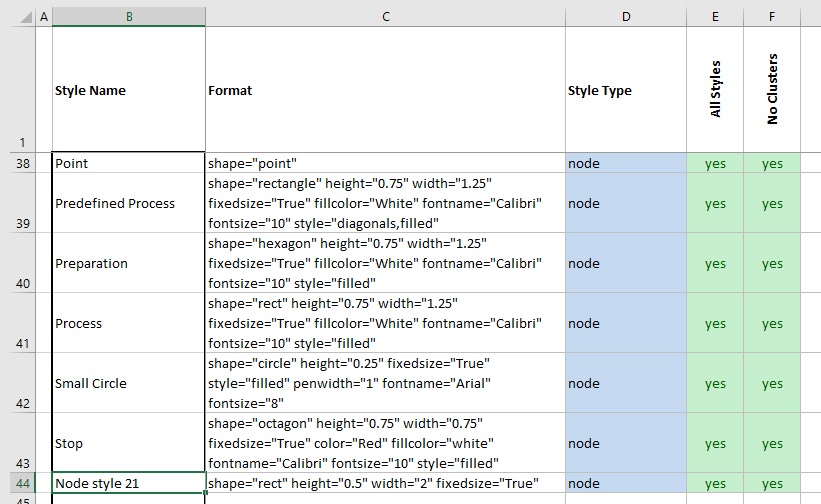 A B C D E F
1 Style Name Format Style Type All Styles No Clusters
38 Point shape="point" node yes yes
shape="rectangle" height="0.75" width="1.25"
39 Predefined Process fixedsize="True" fillcolor="White" fontname="Calibri" node yes yes
fontsize="10" style="diagonals,filled"
shape="hexagon" height="0.75" width="1.25"
40 Preparation fixedsize="True" fillcolor="White" fontname="Calibri" node yes yes
fontsize="10" style="filled"
shape="rect" height="0.75" width="1.25"
41 Process fixedsize="True" fillcolor="White" fontname="Calibri" node yes yes
fontsize="10" style="filled"
shape="circle" height="0.25" fixedsize="True"
42 Small Circle style="filled" penwidth="1" fontname="Arial" node yes yes
fontsize="8"
shape="octagon" height="0.75" width="0.75"
43 Stop fixedsize="True" color="Red" fillcolor="white" node yes yes
fontname="Calibri" fontsize="10" style="filled"
44 Node style 21 shape="rect" height="0.5" width="2" fixedsize="True" node yes yes
45